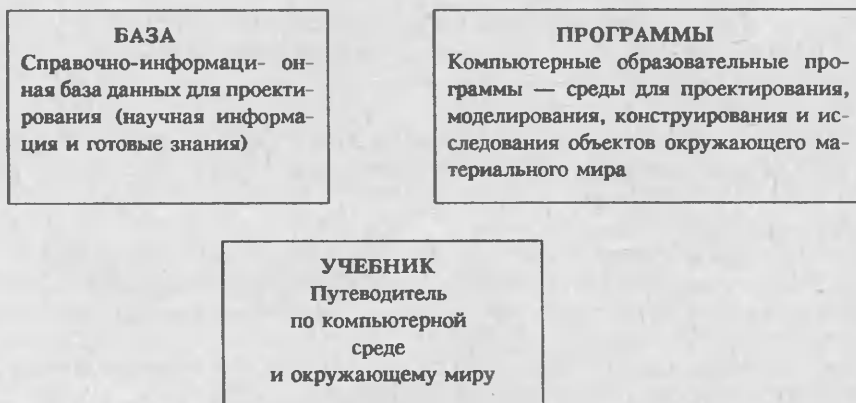 БАЗА
Справочно-информаци- он-
ная база данных для проекти-
рования (научная информа-
ция и готовые знания)
ПРОГРАММЫ
Компьютерные образовательные про-
граммы — среды для проектирования,
моделирования, конструирования и ис-
следования объектов окружающего ма-
териального мира
УЧЕБНИК
Путеводитель
по компьютерной
среде
и окружающему миру